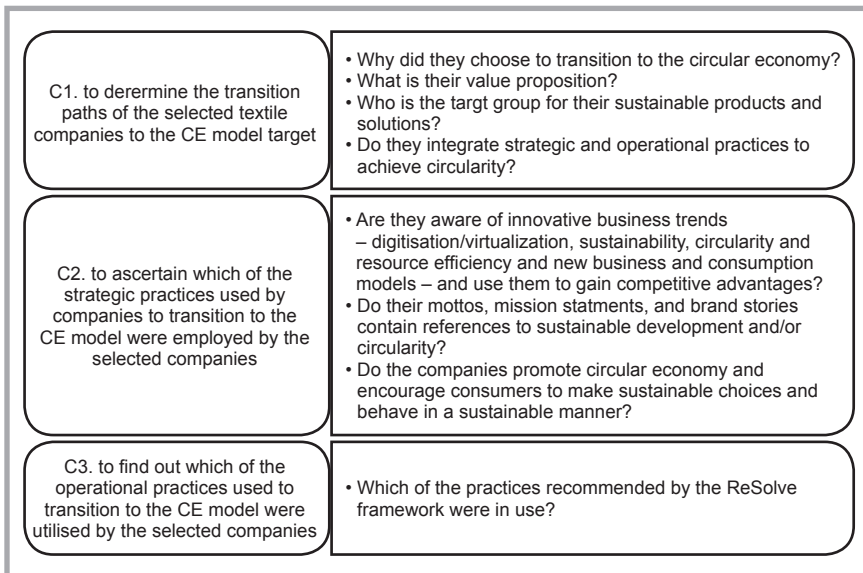 C1. to derermine the transition
paths of the selected textile
companies to the CE model target
• Why did they choose to transition to the circular economy?
• What is their value proposition?
• Who is the targt group for their sustainable products and
solutions?
• Do they integrate strategic and operational practices to
achieve circularity?
C2. to ascertain which of the
strategic practices used by
companies to transition to the
CE model were employed by the
selected companies
• Are they aware of innovative business trends
– digitisation/virtualization, sustainability, circularity and
resource efficiency and new business and consumption
models – and use them to gain competitive advantages?
• Do their mottos, mission statments, and brand stories
contain references to sustainable development and/or
circularity?
• Do the companies promote circular economy and
encourage consumers to make sustainable choices and
behave in a sustainable manner?
C3. to find out which of the
operational practices used to
transition to the CE model were
utilised by the selected companies
• Which of the practices recommended by the ReSolve
framework were in use?